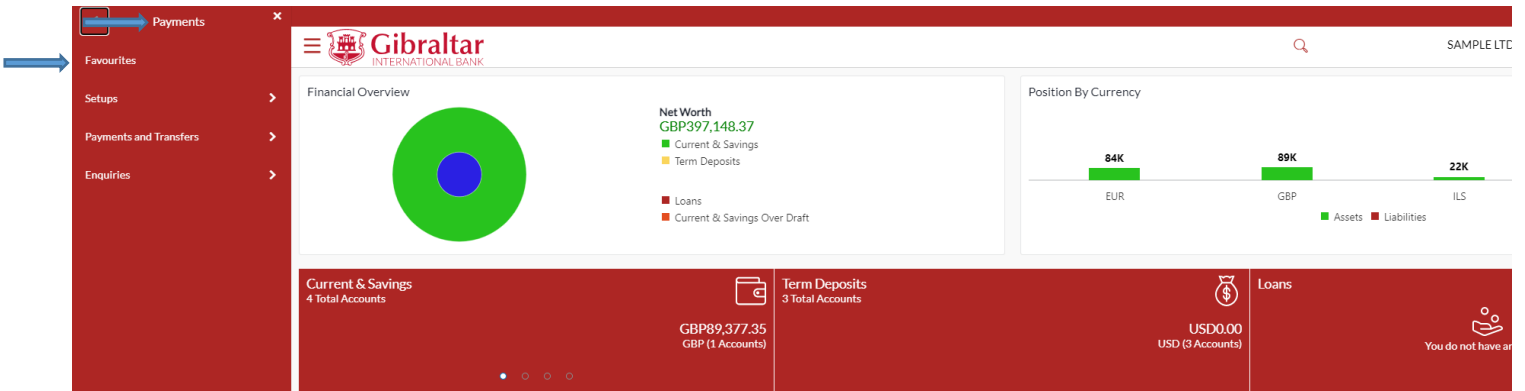 Payments
×
Favourites
Setups
Payments and Transfers
Enquiries
Gibraltar
INTERNATIONAL BANK
SAMPLE LTD
Financial Overview
Net Worth
GBP397,148.37
Current & Savings
Term Deposits
Loans
Current & Savings Over Draft
Position By Currency
84K 89K 22K
EUR GBP ILS
Assets Liabilities
Current & Savings
4 Total Accounts
GBP89,377.35
GBP (1 Accounts)
Term Deposits
3 Total Accounts
USD0.00
USD (3 Accounts)
Loans
You do not have an